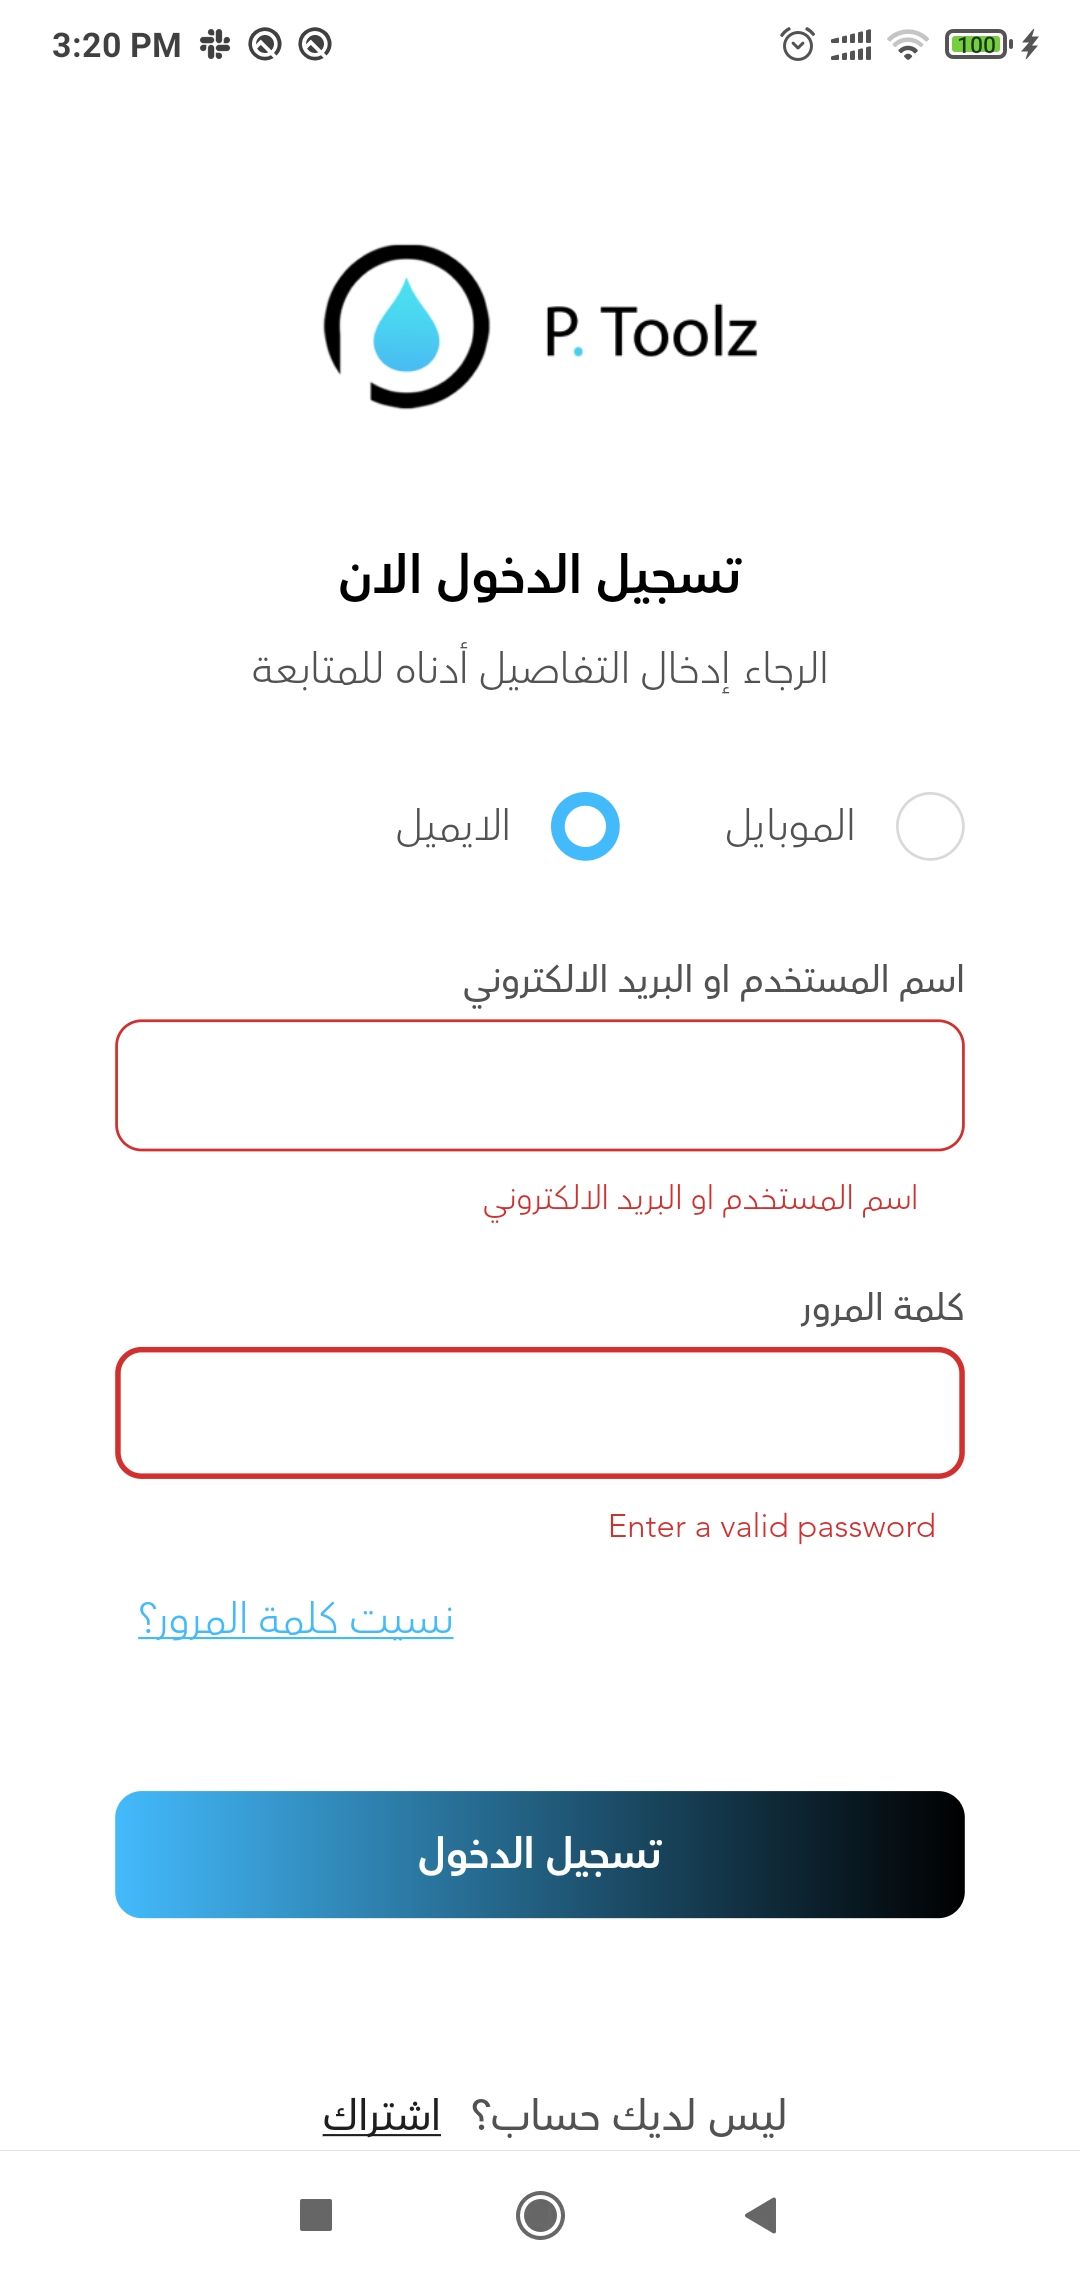 3:20 PM
100
P. Toolz
تسجيل الدخول الان
الرجاء إدخال التفاصيل أدناه للمتابعة
الموبايل
الايميل
اسم المستخدم او البريد الالكتروني
اسم المستخدم او البريد الالكتروني
كلمة المرور
Enter a valid password
نسيت كلمة المرور؟
تسجيل الدخول
ليس لديك حساب؟ اشتراك